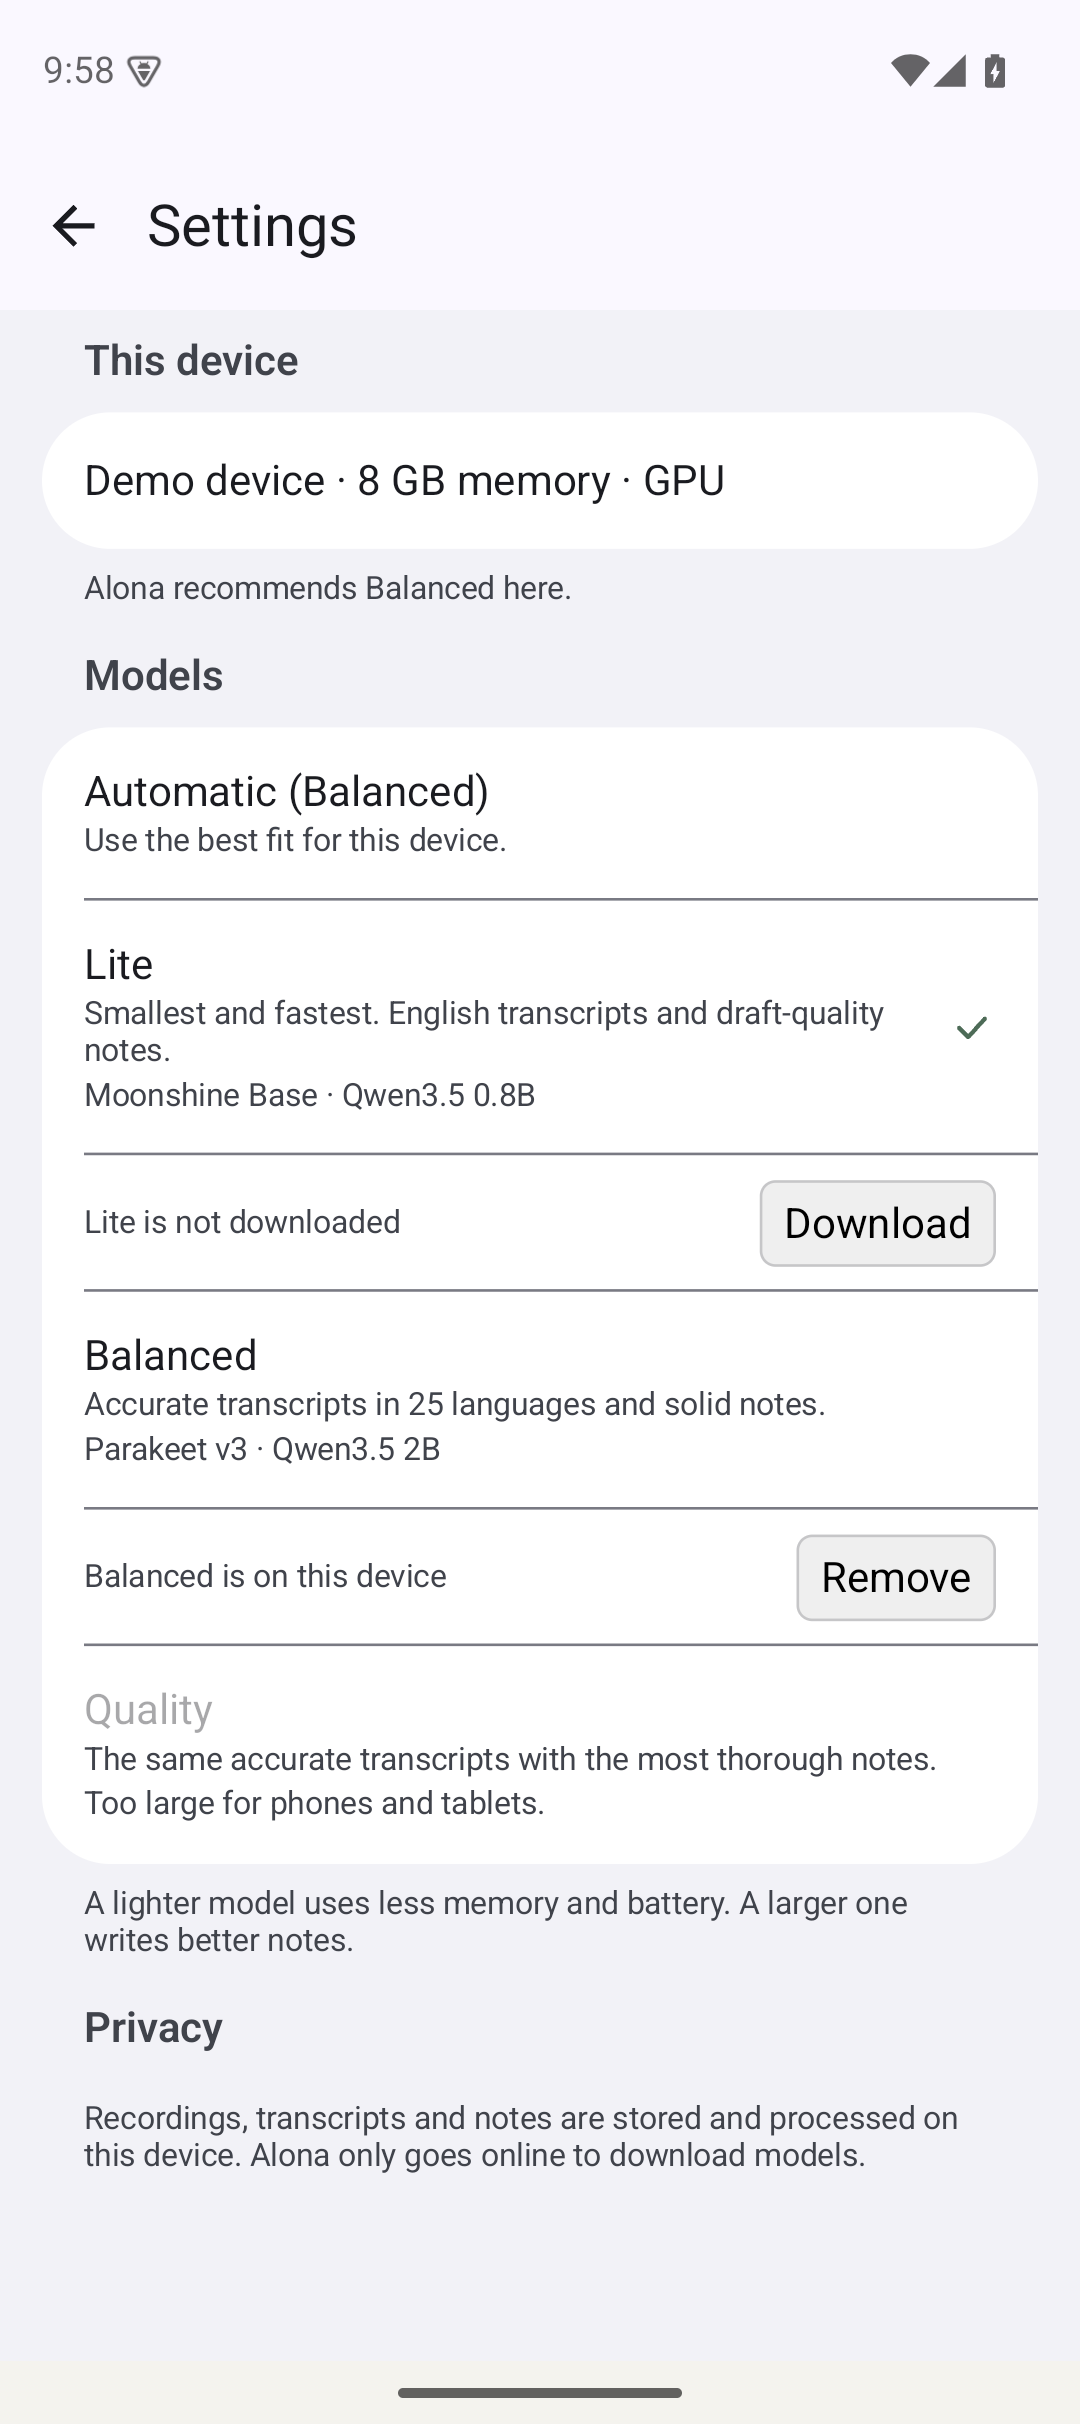 9:58
Settings
This device
Demo device · 8 GB memory · GPU
Alona recommends Balanced here.
Models
Automatic (Balanced)
Use the best fit for this device.
Lite
Smallest and fastest. English transcripts and draft-quality
notes.
Moonshine Base · Qwen3.5 0.8B
Lite is not downloaded
Download
Balanced
Accurate transcripts in 25 languages and solid notes.
Parakeet v3 · Qwen3.5 2B
Balanced is on this device
Remove
Quality
The same accurate transcripts with the most thorough notes.
Too large for phones and tablets.
A lighter model uses less memory and battery. A larger one
writes better notes.
Privacy
Recordings, transcripts and notes are stored and processed on
this device. Alona only goes online to download models.